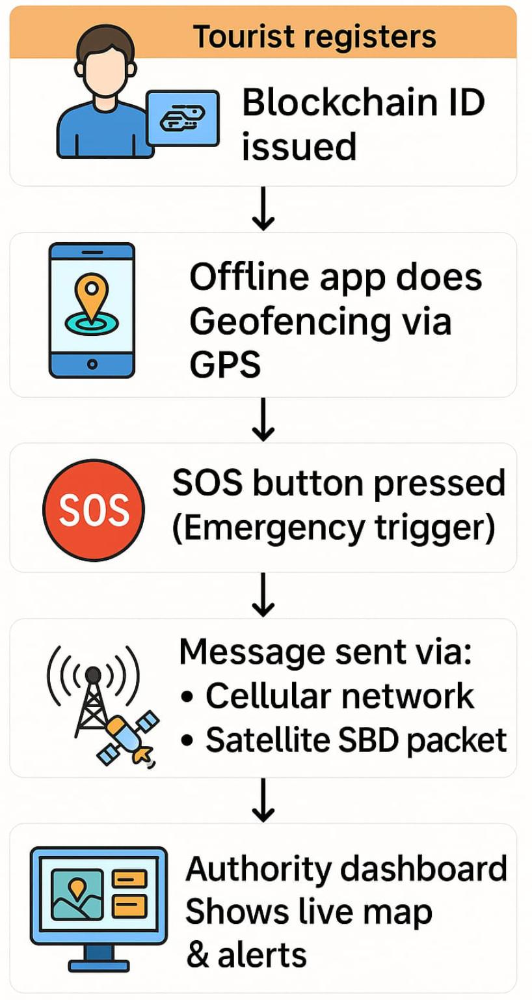 Tourist registers
Blockchain ID
issued
Offline app does
Geofencing via
GPS
SOS
SOS button pressed
(Emergency trigger)
Message sent via:
• Cellular network
• Satellite SBD packet
Authority dashboard
Shows live map
& alerts